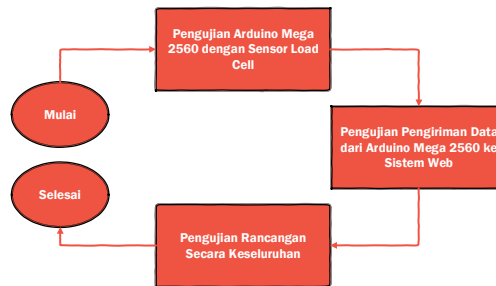 Pengujian Arduino Mega
2560 dengan Sensor Load
Cell
Mulai
Pengujian Pengiriman Data
dari Arduino Mega 2560 ke
Sistem Web
Selesai
Pengujian Rancangan
Secara Keseluruhan